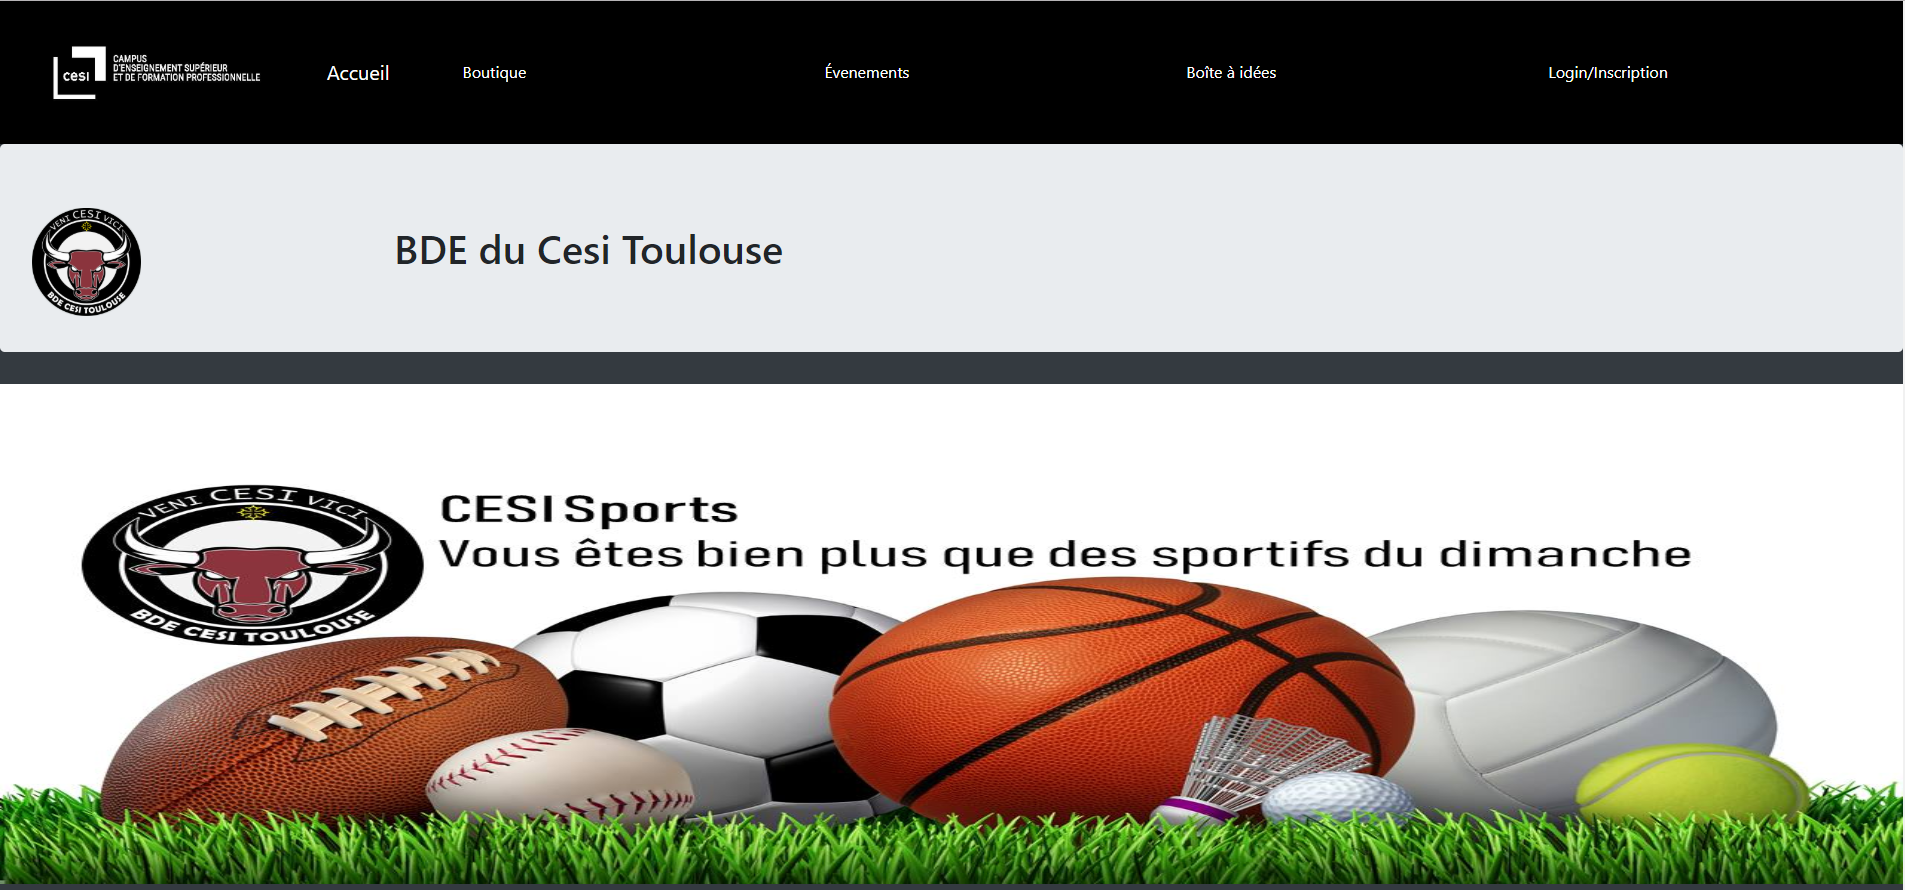 cesi
CAMPUS
D'ENSEIGNEMENT SUPÉRIEUR
ET DE FORMATION PROFESSIONNELLE
Accueil
Boutique
Évenements
Boîte à idées
Login/Inscription
VENI CESI VICI
BDE CESI TOULOUSE
BDE du Cesi Toulouse
VENI CESI VICI
BDE CESI TOULOUSE
CESI Sports
Vous êtes bien plus que des sportifs du dimanche